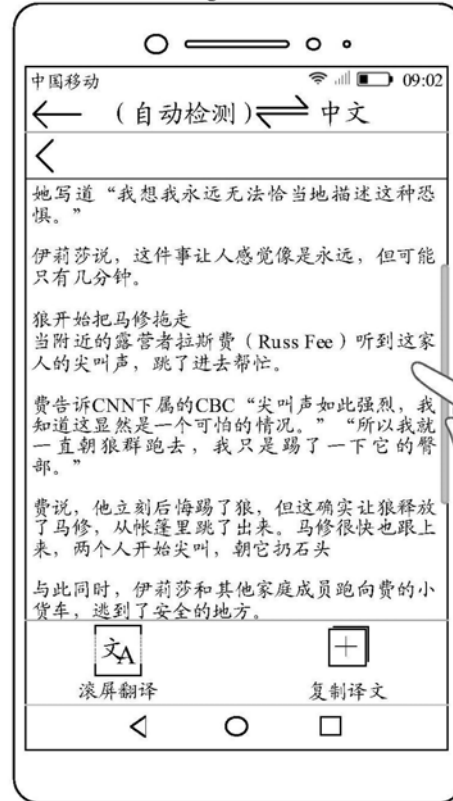 中国移动 09:02
(自动检测) 中文
她写道“我想我永远无法恰当地描述这种恐
惧。”
伊莉莎说，这件事让人感觉像是永远，但可能
只有几分钟。
狼开始把马修拖走
当附近的露营者拉斯费（Russ Fee）听到这家
人的尖叫声，跳了进去帮忙。
费告诉CNN下属的CBC“尖叫声如此强烈，我
知道这显然是一个可怕的情况。”“所以我就
一直朝狼群跑去，我只是踢了一下它的臀
部。”
费说，他立刻后悔踢了狼，但这确实让狼释放
了马修，从帐篷里跳了出来。马修很快也跟上
来，两个人开始尖叫，朝它扔石头
与此同时，伊莉莎和其他家庭成员跑向费的小
货车，逃到了安全的地方。
文A
滚屏翻译 复制译文